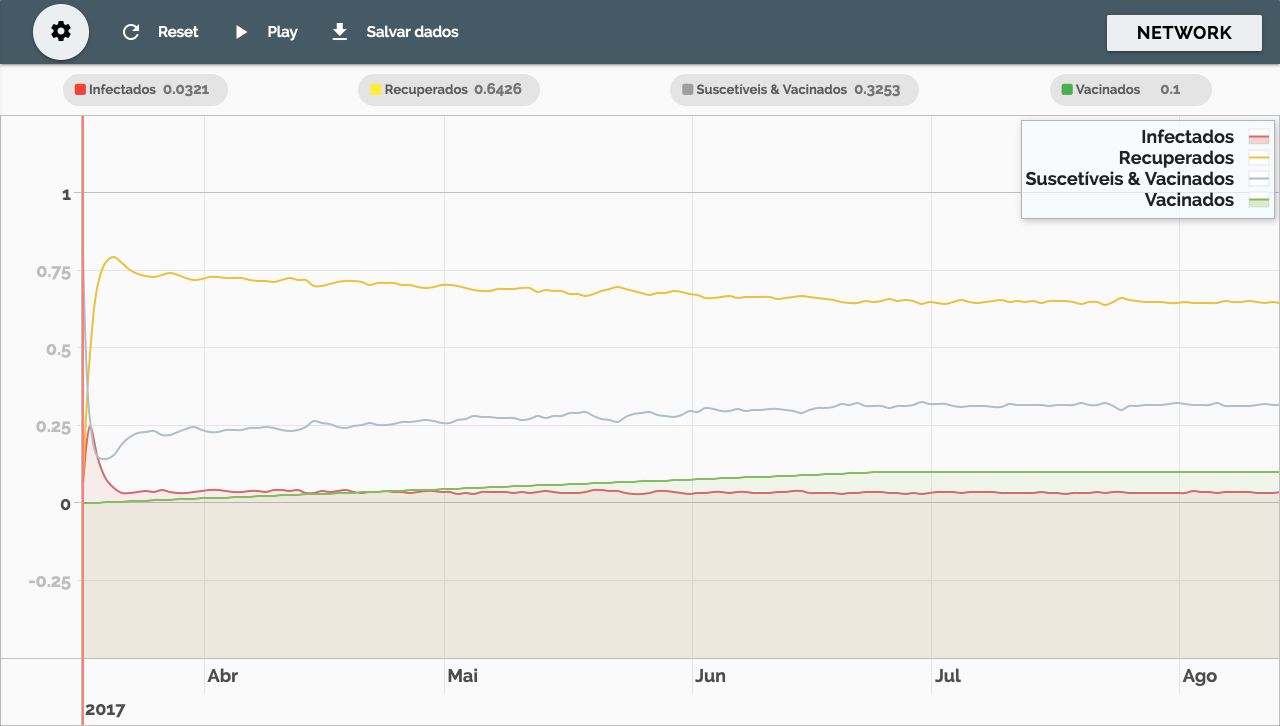 Reset Play Salvar dados NETWORK
Infectados 0.0321 Recuperados 0.6426 Suscetíveis & Vacinados 0.3253 Vacinados 0.1
Infectados
Recuperados
Suscetíveis & Vacinados
Vacinados
1
0.75
0.5
0.25
0
-0.25
Abr Mai Jun Jul Ago
2017